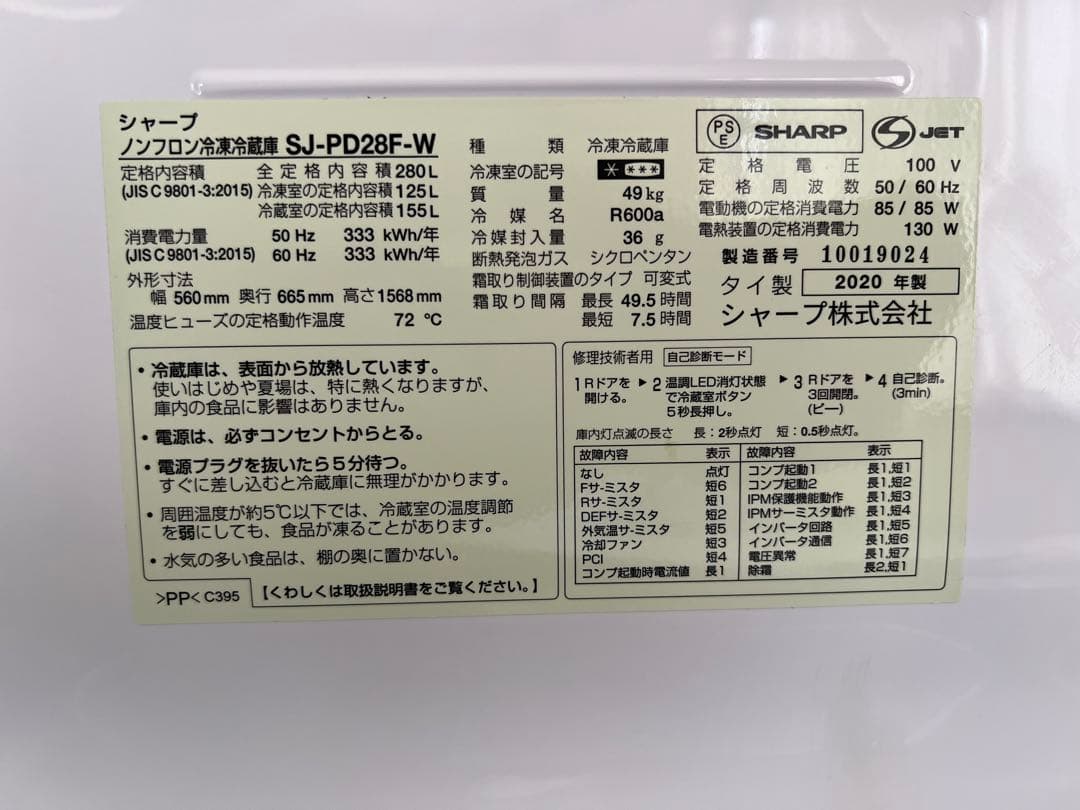 シャープ
ノンフロン冷凍冷蔵庫 SJ-PD28F-W
定格内容積 全定格内容積 280L
(JIS C 9801-3:2015) 冷凍室の定格内容積 125L
冷蔵室の定格内容積 155L
消費電力量 50 Hz 333 kWh/年
(JIS C 9801-3:2015) 60 Hz 333 kWh/年
外形寸法
幅 560mm 奥行 665mm 高さ1568mm
温度ヒューズの定格動作温度 72 ℃
種類 冷凍冷蔵庫
冷凍室の記号 * ***
質量 49kg
冷媒名 R600a
冷媒封入量 36 g
断熱発泡ガス シクロペンタン
霜取り制御装置のタイプ 可変式
霜取り間隔 最長 49.5時間
最短 7.5時間
PSE SHARP S JET
定格電圧 100 V
定格周波数 50/60 Hz
電動機の定格消費電力 85/85 W
電熱装置の定格消費電力 130 W
製造番号 10019024
タイ製 2020 年製
シャープ株式会社
・冷蔵庫は、表面から放熱しています。
使いはじめや夏場は、特に熱くなりますが、
庫内の食品に影響はありません。
・電源は、必ずコンセントからとる。
・電源プラグを抜いたら5分待つ。
すぐに差し込むと冷蔵庫に無理がかかります。
・周囲温度が約5℃以下では、冷蔵室の温度調節
を弱にしても、食品が凍ることがあります。
・水気の多い食品は、棚の奥に置かない。
>PP< C395 【くわしくは取扱説明書をご覧ください。】
修理技術者用 自己診断モード
1 Rドアを ▶ 2 温調LED消灯状態 ▶ 3 Rドアを ▶ 4 自己診断。
開ける。 で冷蔵室ボタン 3回開閉。 (3min)
5秒長押し。 (ピー)
庫内灯点滅の長さ 長:2秒点灯 短:0.5秒点灯。
故障内容 表示 故障内容 表示
なし 点灯 コンプ起動1 長1,短1
Fサ-ミスタ 短6 コンプ起動2 長1,短2
Rサ-ミスタ 短1 IPM保護機能動作 長1,短3
DEFサ-ミスタ 短2 IPMサーミスタ動作 長1,短4
外気温サ-ミスタ 短5 インバータ回路 長1,短5
冷却ファン 短3 インバータ通信 長1,短6
PCI 短4 電圧異常 長1,短7
コンプ起動時電流値 長1 除霜 長2,短1